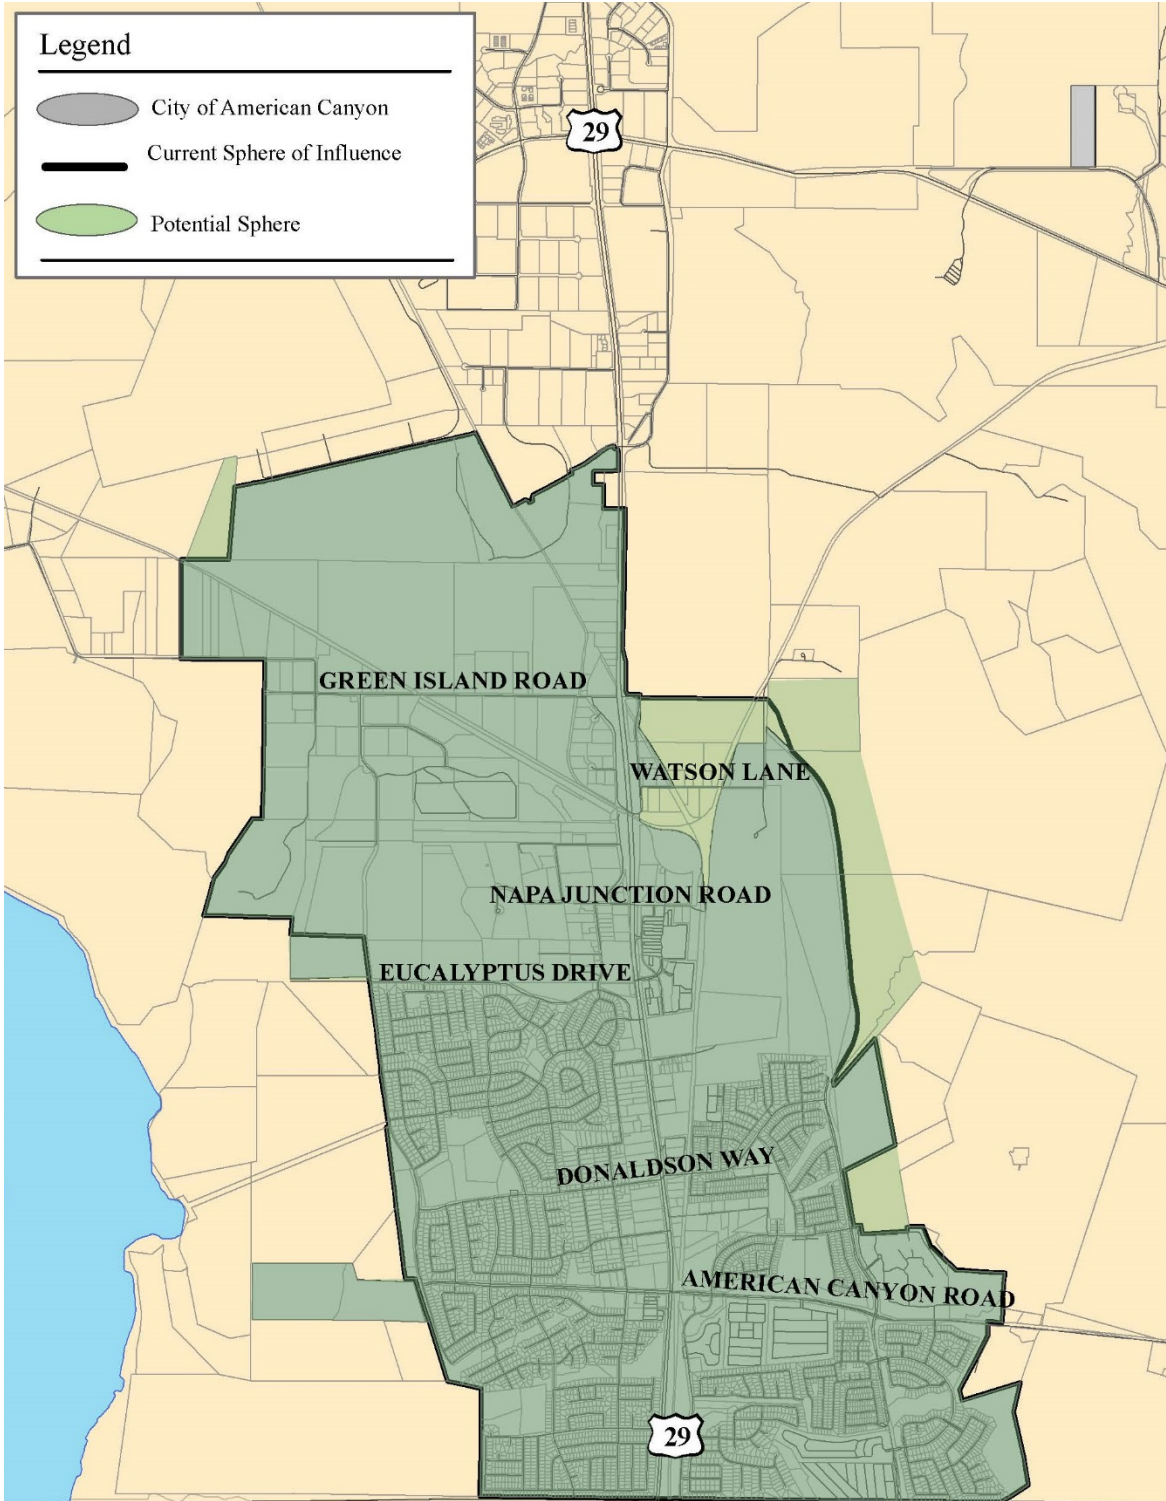 Legend
City of American Canyon
Current Sphere of Influence
Potential Sphere
29
GREEN ISLAND ROAD
WATSON LANE
NAPA JUNCTION ROAD
EUCALYPTUS DRIVE
DONALDSON WAY
AMERICAN CANYON ROAD
29